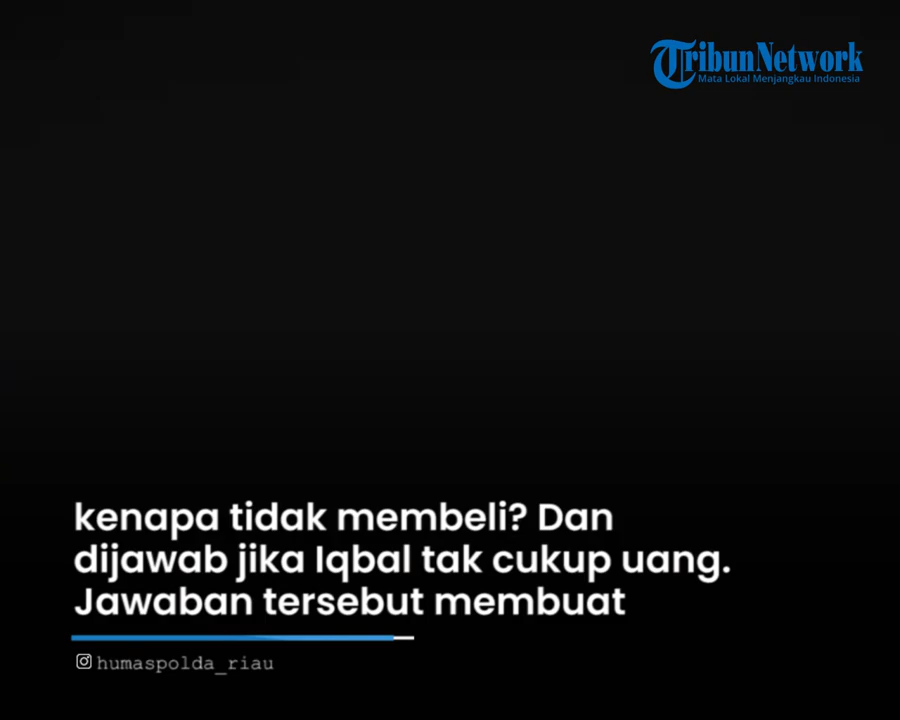 TribunNetwork
Mata Lokal Menjangkau Indonesia
kenapa tidak membeli? Dan
dijawab jika Iqbal tak cukup uang.
Jawaban tersebut membuat
humaspolda_riau